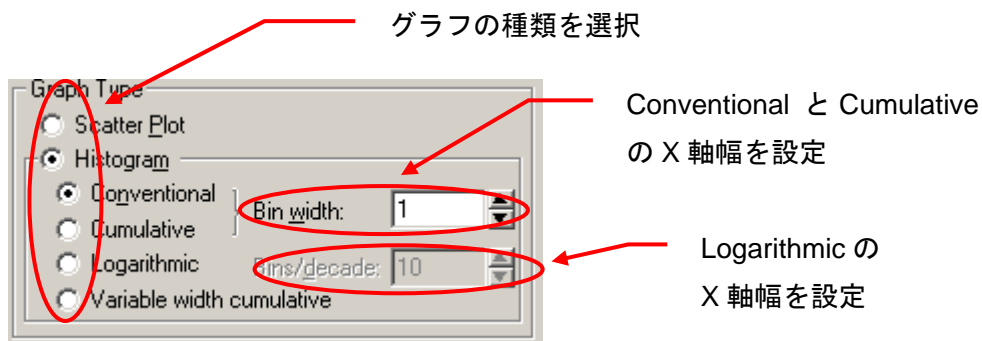 グラフの種類を選択
Graph Type
Scatter Plot
Histogram
Conventional
Cumulative
Bin width: 1
Logarithmic
Bins/decade: 10
Variable width cumulative
Conventional と Cumulative
の X 軸幅を設定
Logarithmic の
X 軸幅を設定